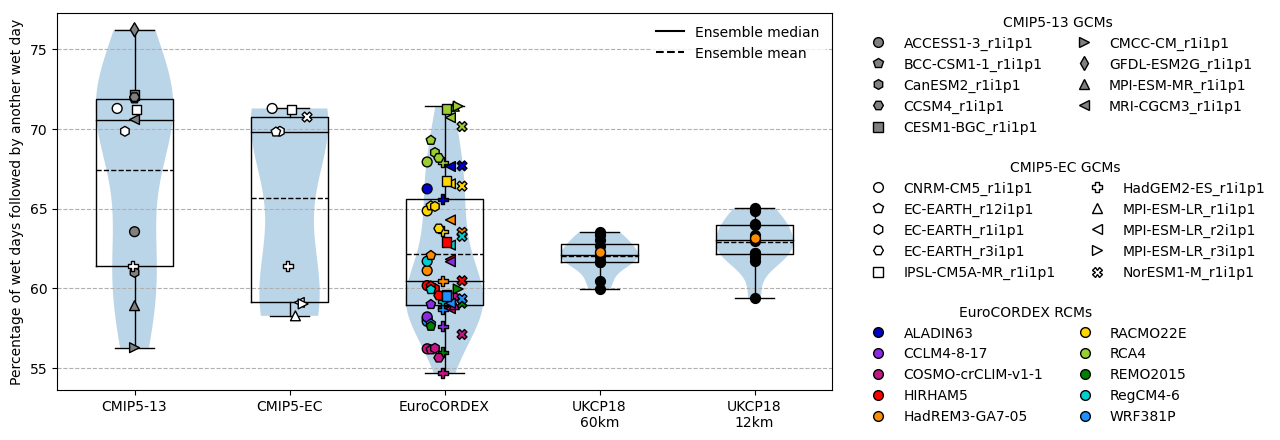 Percentage of wet days followed by another wet day
75
70
65
60
55
Ensemble median
Ensemble mean
CMIP5-13
CMIP5-EC
EuroCORDEX
UKCP18
60km
UKCP18
12km
CMIP5-13 GCMs
ACCESS1-3_r1i1p1
BCC-CSM1-1_r1i1p1
CanESM2_r1i1p1
CCSM4_r1i1p1
CESM1-BGC_r1i1p1
CMCC-CM_r1i1p1
GFDL-ESM2G_r1i1p1
MPI-ESM-MR_r1i1p1
MRI-CGCM3_r1i1p1
CMIP5-EC GCMs
CNRM-CM5_r1i1p1
EC-EARTH_r12i1p1
EC-EARTH_r1i1p1
EC-EARTH_r3i1p1
IPSL-CM5A-MR_r1i1p1
HadGEM2-ES_r1i1p1
MPI-ESM-LR_r1i1p1
MPI-ESM-LR_r2i1p1
MPI-ESM-LR_r3i1p1
NorESM1-M_r1i1p1
EuroCORDEX RCMs
ALADIN63
CCLM4-8-17
COSMO-crCLIM-v1-1
HIRHAM5
HadREM3-GA7-05
RACMO22E
RCA4
REMO2015
RegCM4-6
WRF381P